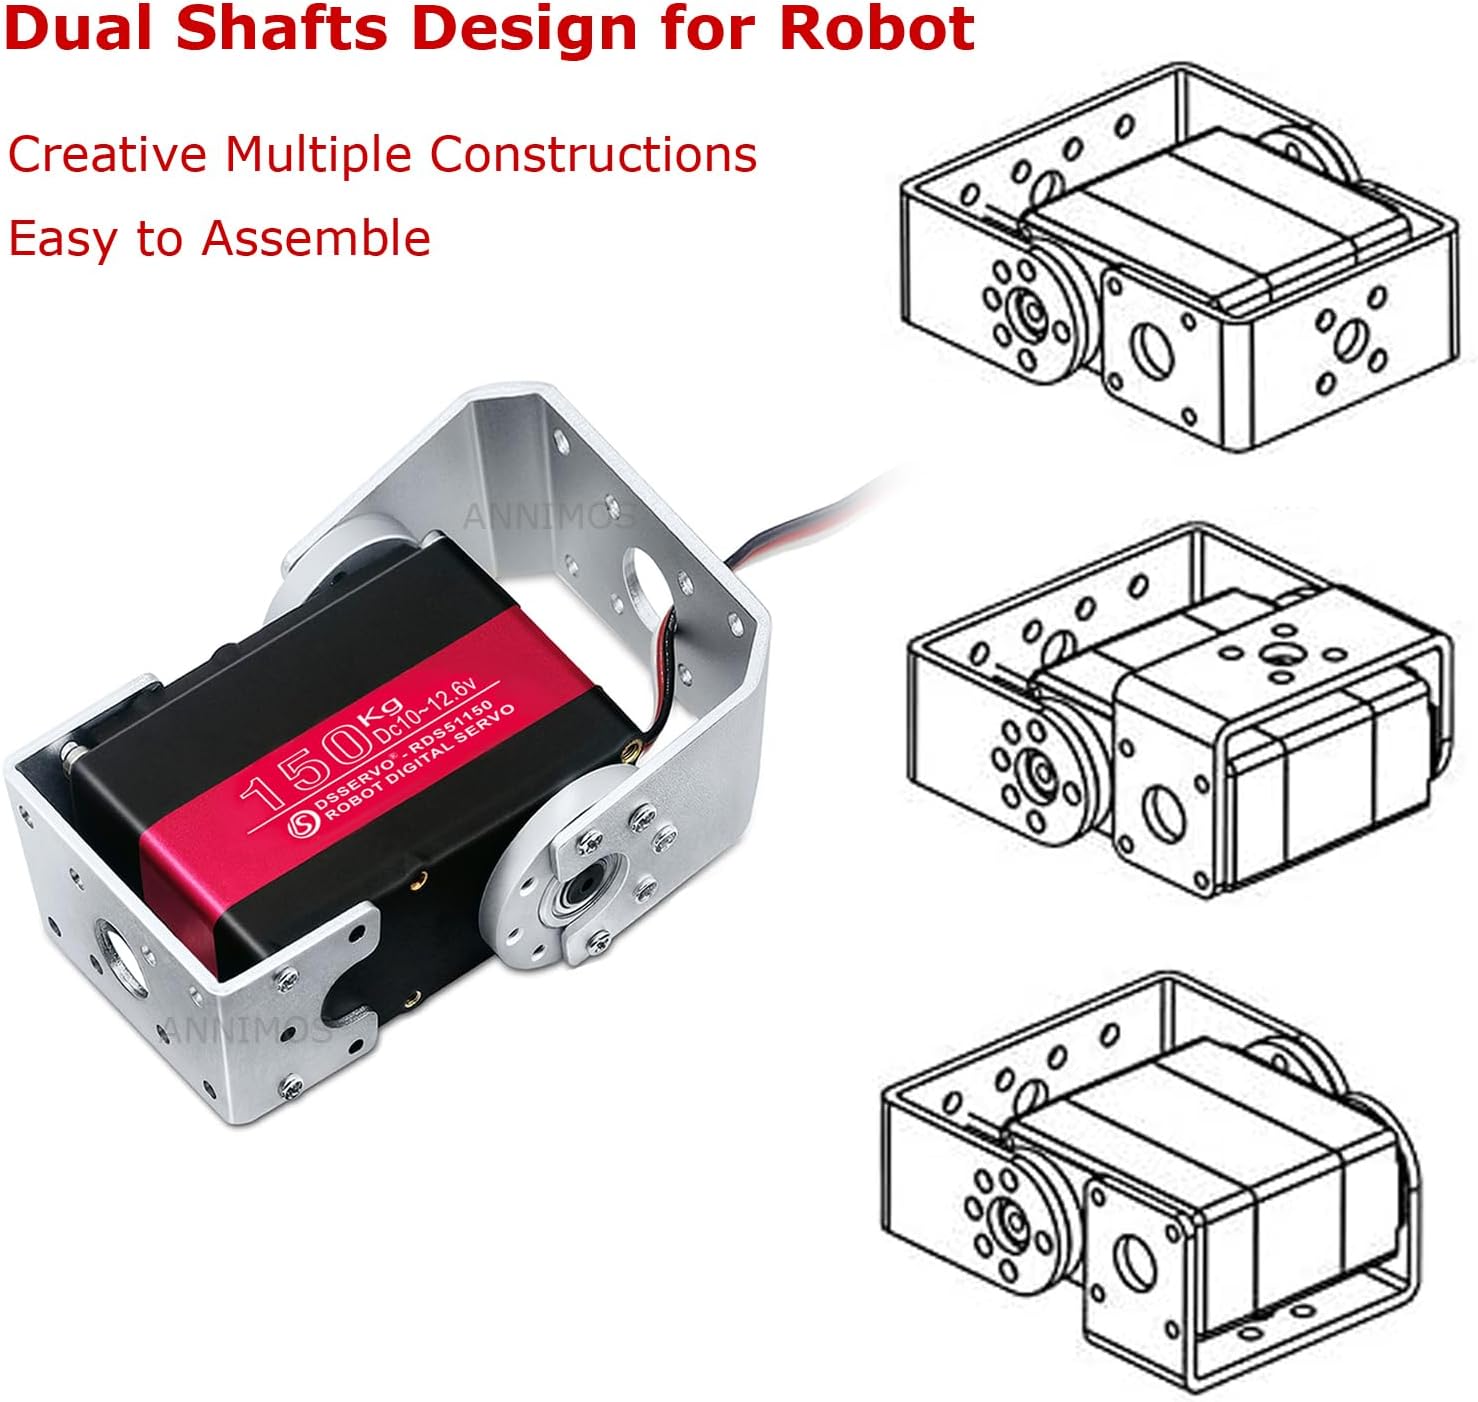 Dual Shafts Design for Robot
Creative Multiple Constructions
Easy to Assemble
ANNIMOS
150Kg
Dc10~12.6v
DSSERVO® - RDS51150
ROBOT DIGITAL SERVO
ANNIMOS